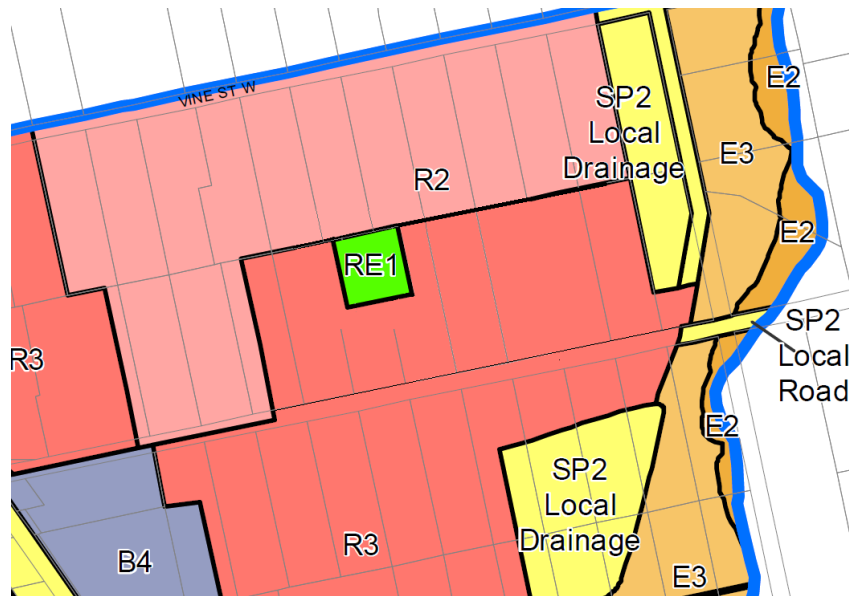 VINE ST W
E2
SP2
Local
Drainage
E3
R2
E2
RE1
SP2
Local
Road
R3
E2
SP2
Local
Drainage
R3
B4
E3